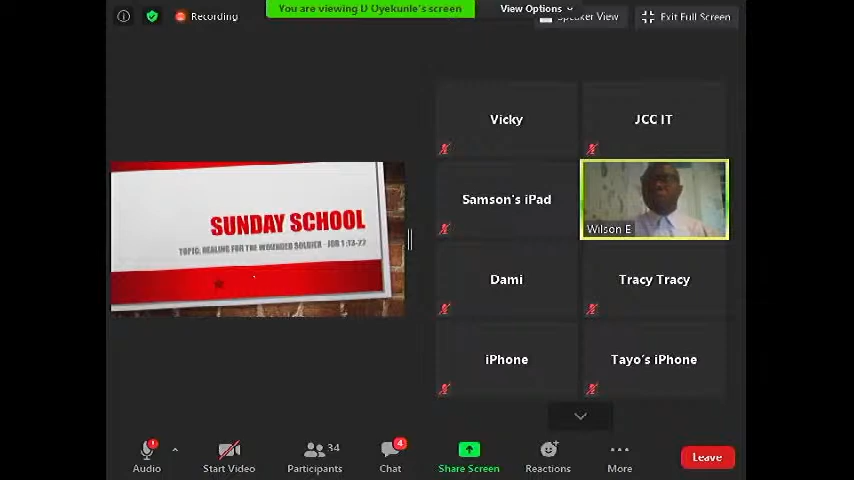 Recording
You are viewing D Oyekunle's screen
View Options
Speaker View
Exit Full Screen
Vicky
JCC IT
SUNDAY SCHOOL
TOPIC: HEALING FOR THE WOUNDED SOLDIER - JOB 1:13-22
Samson's iPad
Wilson E
Dami
Tracy Tracy
iPhone
Tayo's iPhone
4
34
Audio
Start Video
Participants
Chat
Share Screen
Reactions
More
Leave